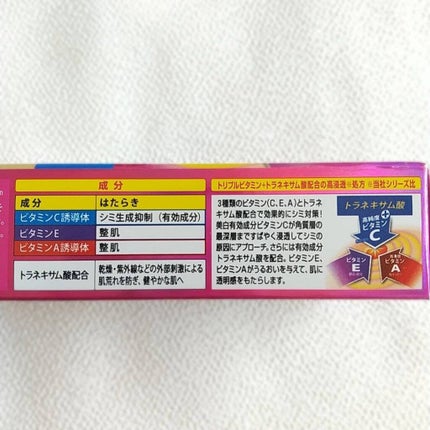 成分
成分 はたらき
ビタミンC誘導体 シミ生成抑制（有効成分）
ビタミンE 整肌
ビタミンA誘導体 整肌
トラネキサム酸配合 乾燥・紫外線などの外部刺激による
肌荒れを防ぎ、健やかな肌へ
トリプルビタミン+トラネキサム酸配合の高浸透※処方 ※当社シリーズ比
3種類のビタミン(C、E、A)とトラネ
キサム酸配合で効果的にシミ対策!
美白有効成分ビタミンCが角質層の
最深層まですばやく浸透してシミの
原因にアプローチ。さらには有効成分
トラネキサム酸を配合。ビタミンE、
ビタミンAがうるおいを与えて、肌に
透明感をもたらします。
トラネキサム酸
+
高純度
ビタミン
C
ビタミン
E
ビタミン
A